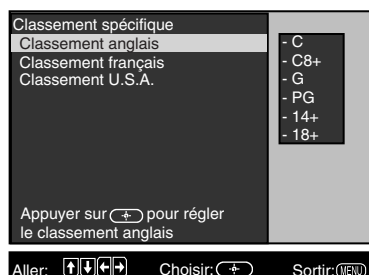 Classement spécifique
Classement anglais
Classement français
Classement U.S.A.
- C
- C8+
- G
- PG
- 14+
- 18+
Appuyer sur pour régler
le classement anglais
Aller: Choisir: Sortir: MENU